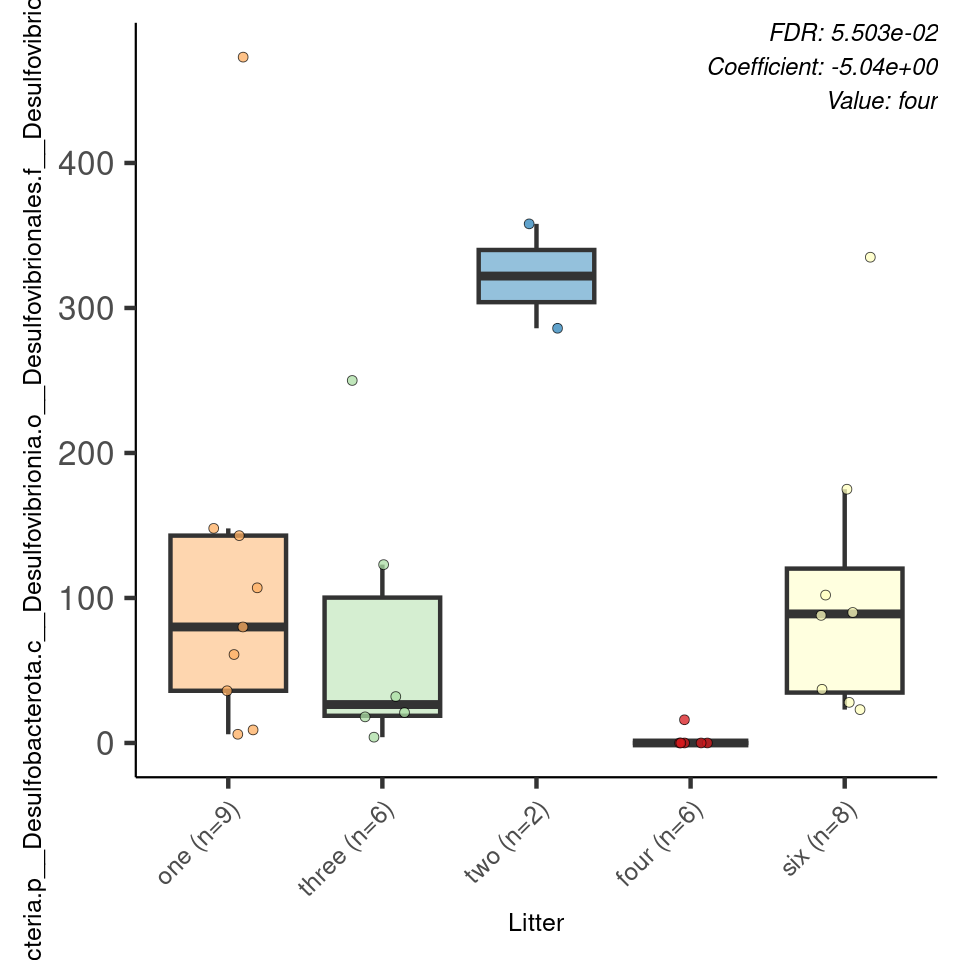 FDR: 5.503e-02
Coefficient: -5.04e+00
Value: four
cteria.p__Desulfobacterota.c__Desulfovibrionia.o__Desulfovibrionales.f__Desulfovibrio
400
300
200
100
0
one (n=9)
three (n=6)
two (n=2)
four (n=6)
six (n=8)
Litter